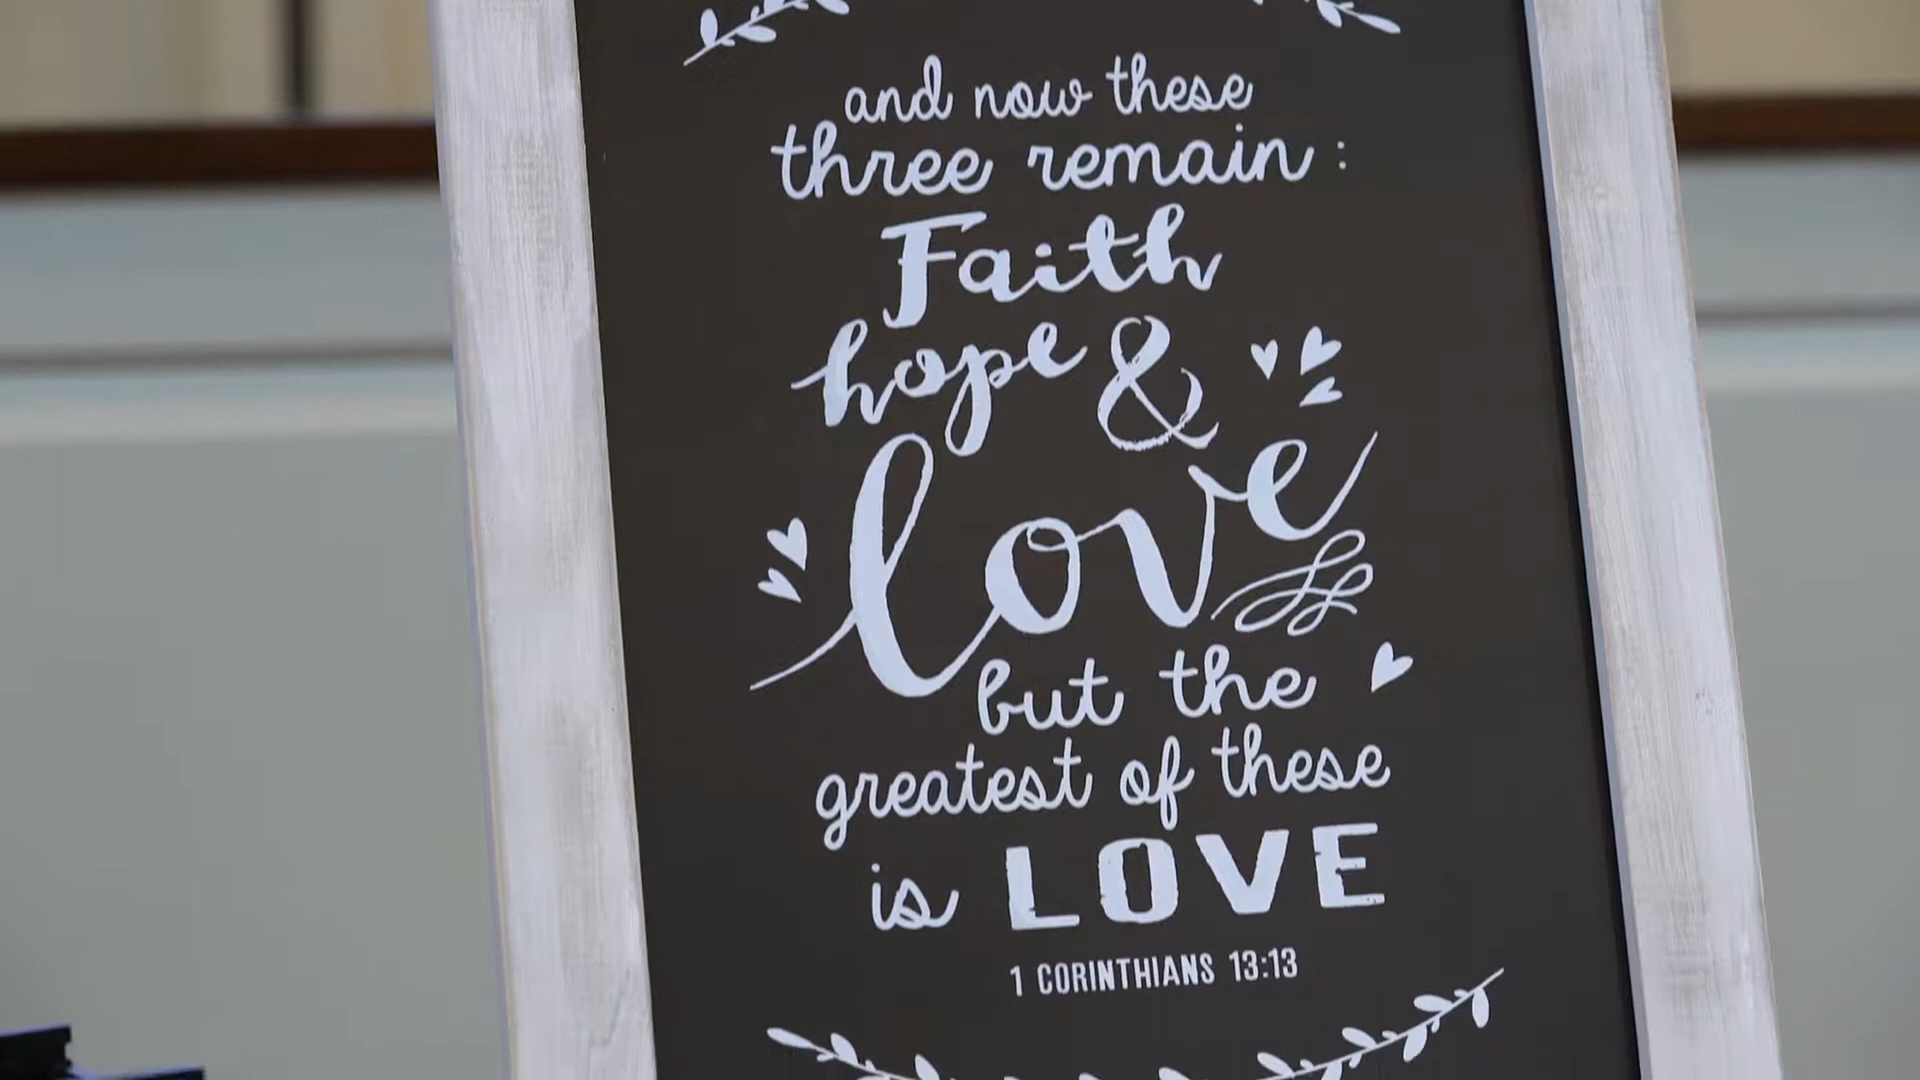 and now these
three remain :
Faith
hope &
love
but the
greatest of these
is LOVE
1 CORINTHIANS 13:13